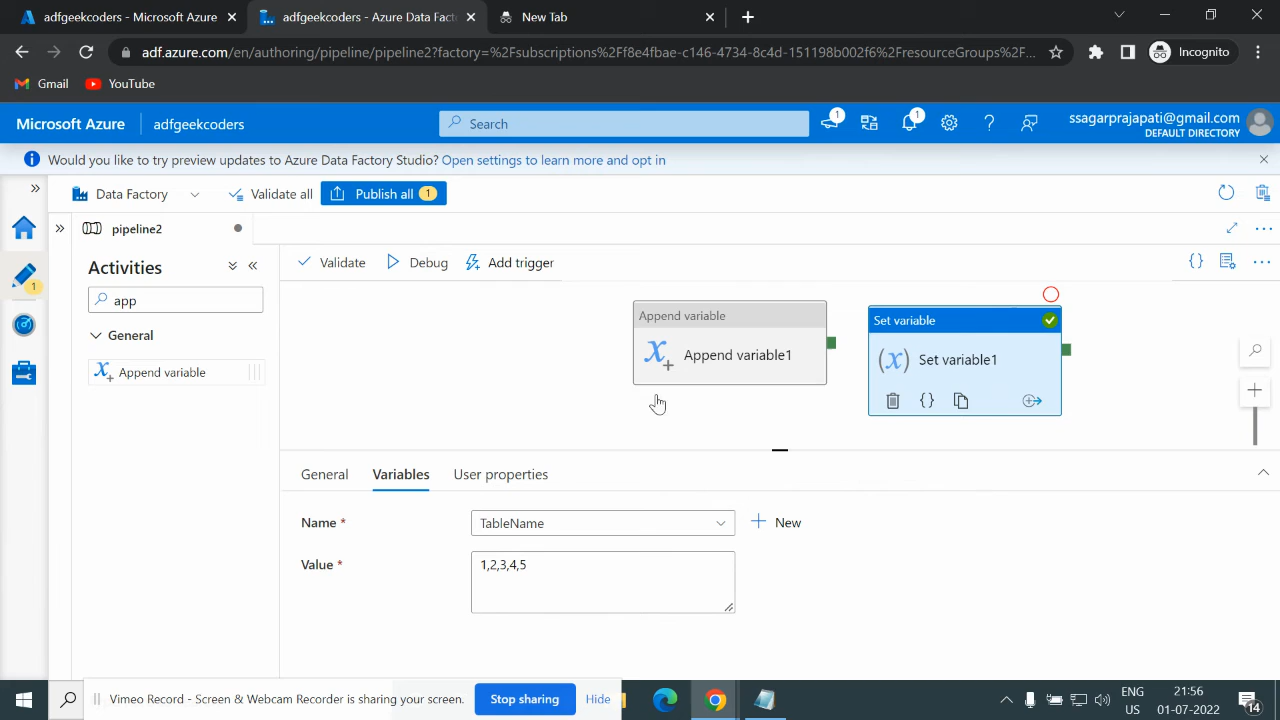 adfgeekcoders - Microsoft Azure
adfgeekcoders - Azure Data Fact
New Tab
adf.azure.com/en/authoring/pipeline/pipeline2?factory=%2Fsubscriptions%2Ff8e4fbae-c146-4734-8c4d-151198b002f6%2FresourceGroups%2F...
Incognito
Gmail
YouTube
Microsoft Azure
adfgeekcoders
Search
1
1
ssagarprajapati@gmail.com
DEFAULT DIRECTORY
Would you like to try preview updates to Azure Data Factory Studio? Open settings to learn more and opt in
Data Factory
Validate all
Publish all 1
pipeline2
Activities
Validate
Debug
Add trigger
1
app
General
Append variable
Append variable
Append variable1
Set variable
Set variable1
General
Variables
User properties
Name *
TableName
New
Value *
1,2,3,4,5
Vimeo Record - Screen & Webcam Recorder is sharing your screen.
Stop sharing
Hide
ENG
IN
21:56
01-07-2022
14